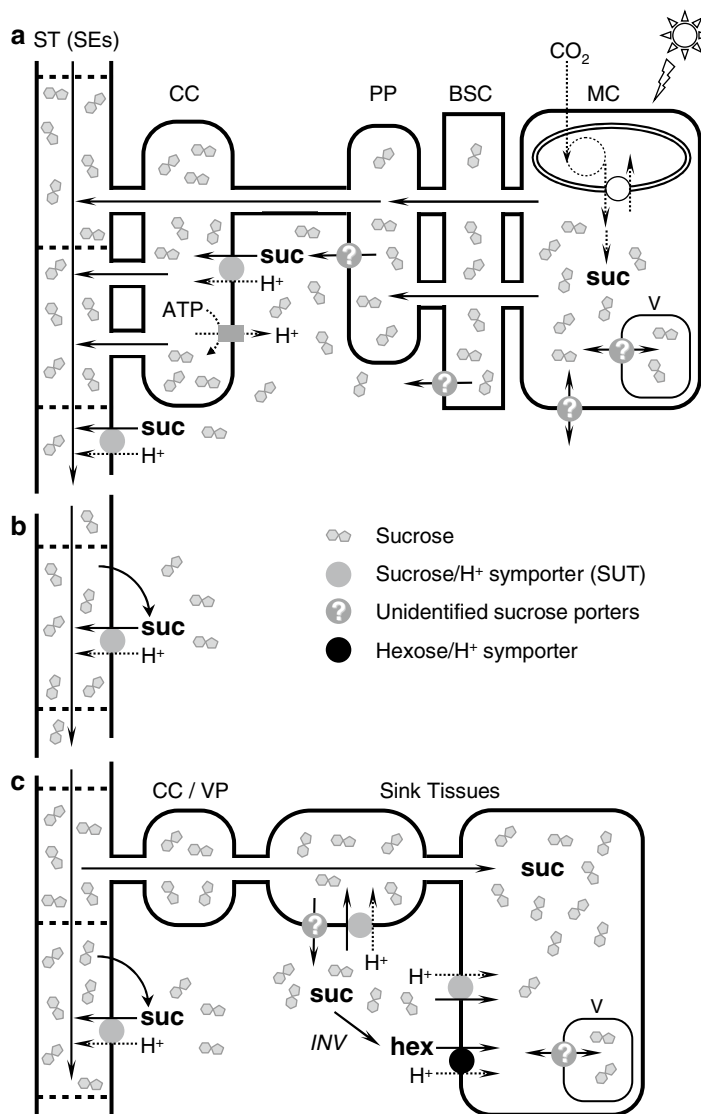 a ST (SEs)
CO2
CC PP BSC MC
suc
H+
suc
ATP
H+
V
?
?
?
?
suc
H+
b
Sucrose
Sucrose/H+ symporter (SUT)
? Unidentified sucrose porters
Hexose/H+ symporter
suc
H+
c
CC / VP Sink Tissues
suc
?
H+
H+
suc
suc
H+
INV
hex
H+
V
?